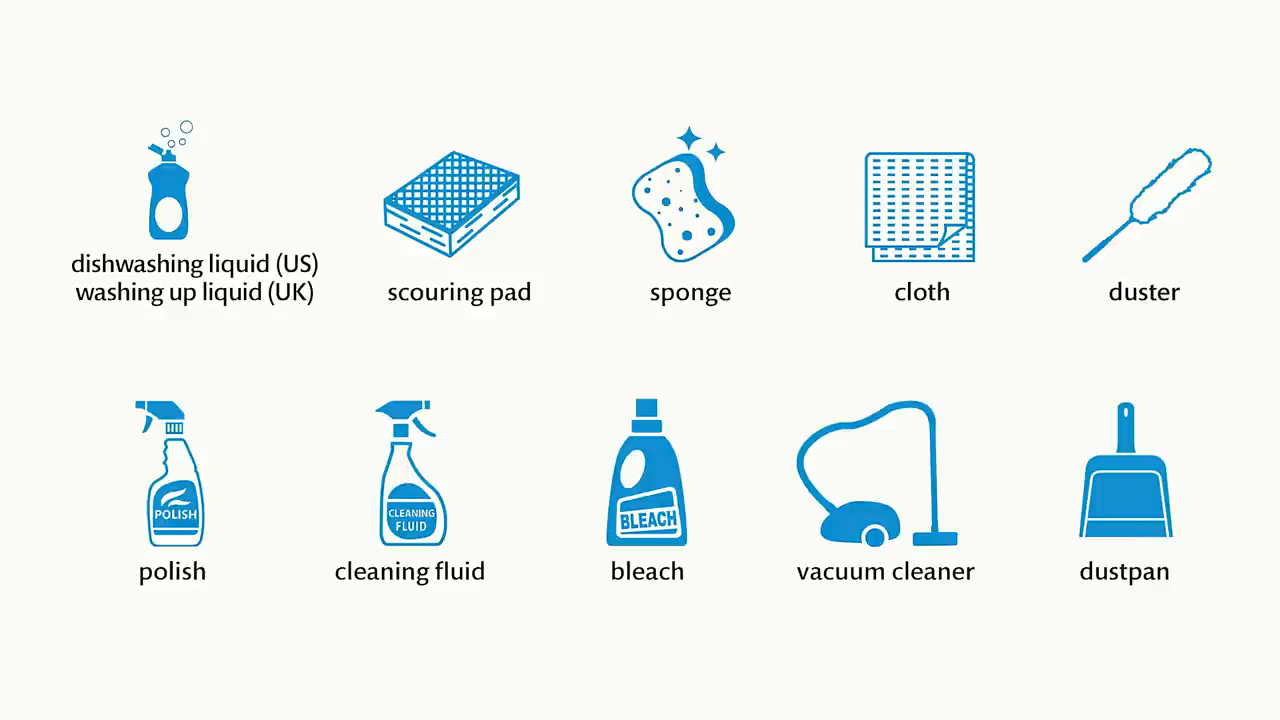 dishwashing liquid (US)
washing up liquid (UK)
scouring pad
sponge
cloth
duster
POLISH
CLEANING
FLUID
BLEACH
polish
cleaning fluid
bleach
vacuum cleaner
dustpan